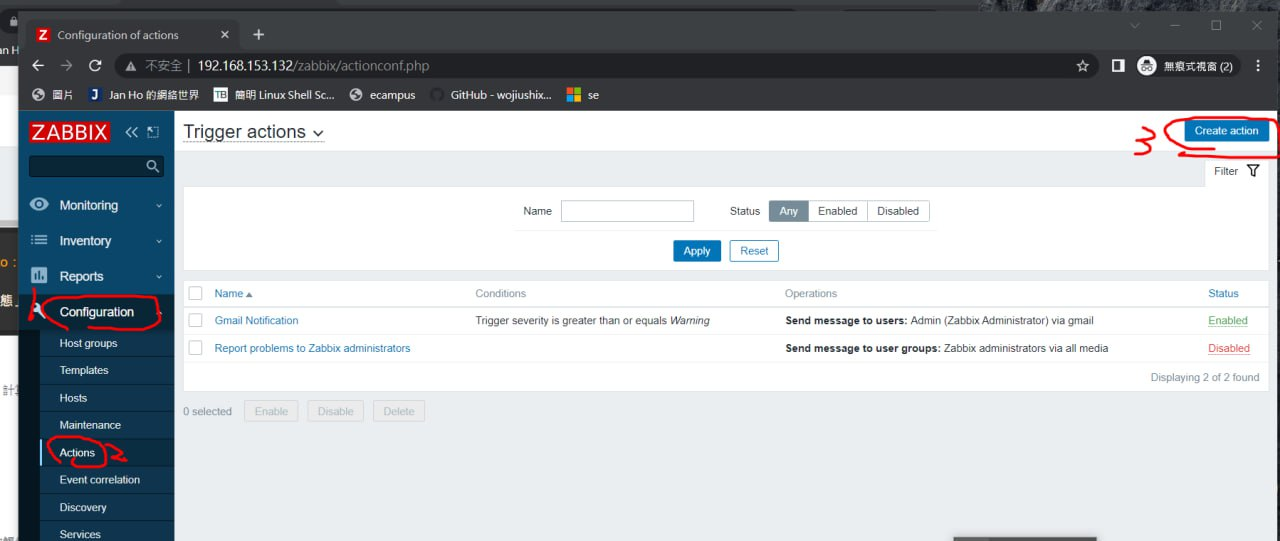 Z Configuration of actions
an H
不安全 | 192.168.153.132/zabbix/actionconf.php
無痕式視窗 (2)
圖片 J Jan Ho 的網絡世界 TB 簡明 Linux Shell Sc... ecampus GitHub - wojiushix... se
ZABBIX
Trigger actions
3
Create action
Filter
Monitoring
Name
Status Any Enabled Disabled
Inventory
Apply Reset
o :
Reports
態」
1
Configuration
Name Conditions Operations Status
Gmail Notification Trigger severity is greater than or equals Warning Send message to users: Admin (Zabbix Administrator) via gmail Enabled
Host groups
Report problems to Zabbix administrators Send message to user groups: Zabbix administrators via all media Disabled
Templates
Displaying 2 of 2 found
計算
Hosts
0 selected Enable Disable Delete
Maintenance
Actions 2
Event correlation
Discovery
Services